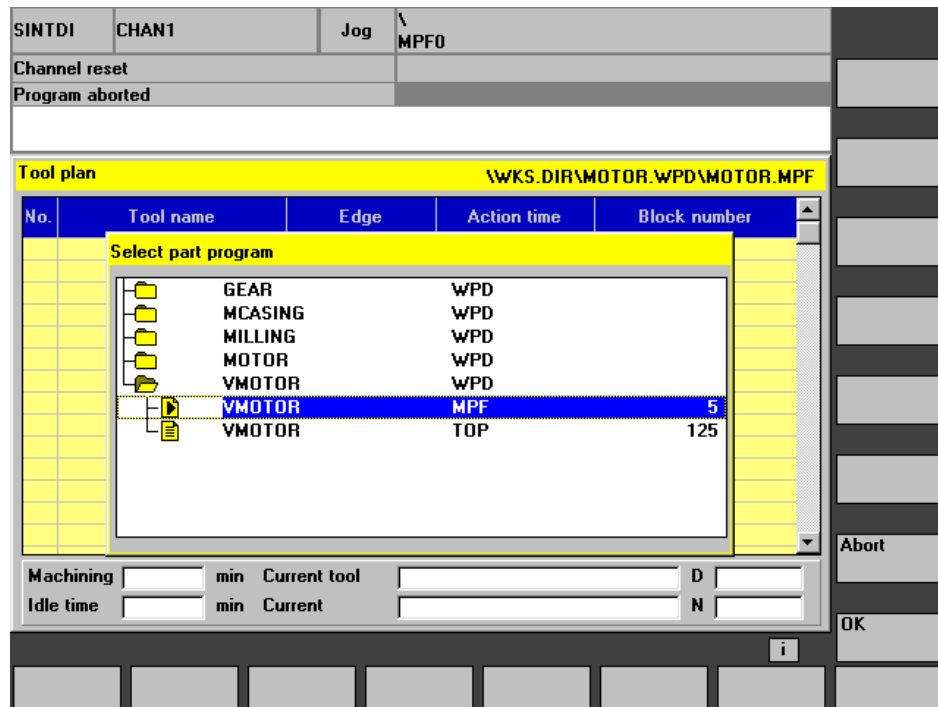 SINTDI CHAN1 Jog \
MPF0
Channel reset
Program aborted
Tool plan \WKS.DIR\MOTOR.WPD\MOTOR.MPF
No. Tool name Edge Action time Block number
Select part program
GEAR WPD
MCASING WPD
MILLING WPD
MOTOR WPD
VMOTOR WPD
VMOTOR MPF 5
VMOTOR TOP 125
Abort
Machining min Current tool D
Idle time min Current N
OK
i